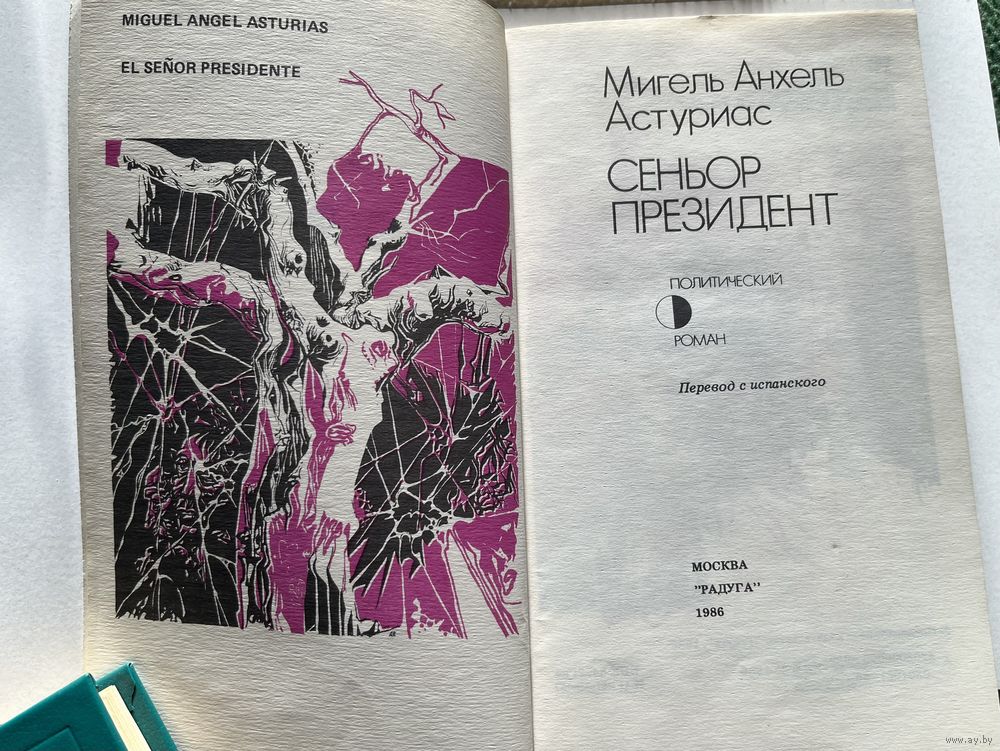 MIGUEL ANGEL ASTURIAS
EL SEÑOR PRESIDENTE
Мигель Анхель
Астуриас
СЕНЬОР
ПРЕЗИДЕНТ
ПОЛИТИЧЕСКИЙ
РОМАН
Перевод с испанского
МОСКВА
"РАДУГА"
1986
www.ay.by